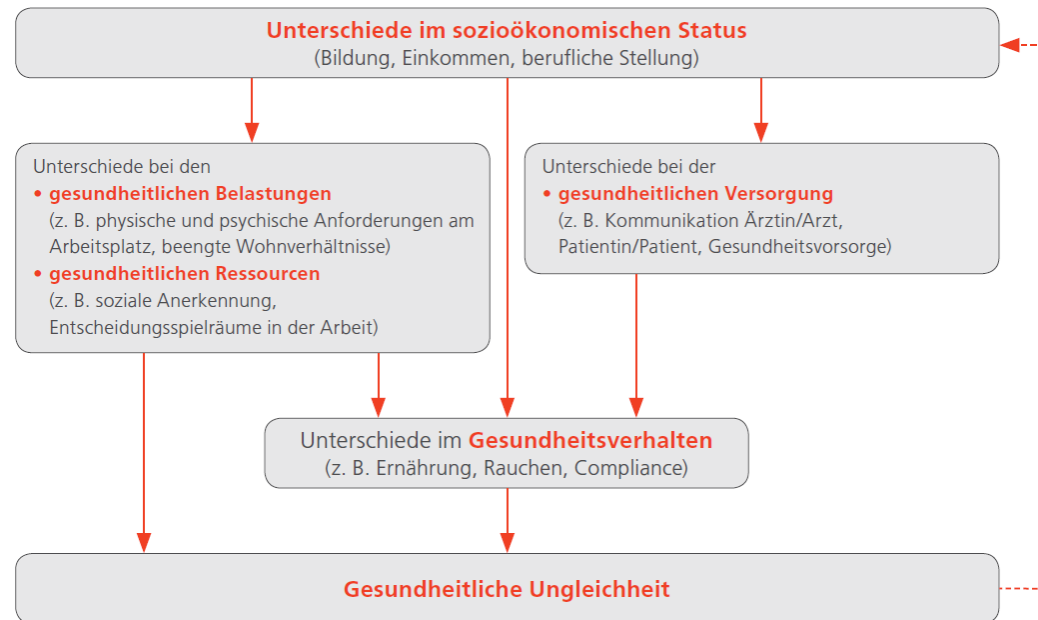 Unterschiede im sozioökonomischen Status
(Bildung, Einkommen, berufliche Stellung)
Unterschiede bei den
• gesundheitlichen Belastungen
(z. B. physische und psychische Anforderungen am
Arbeitsplatz, beengte Wohnverhältnisse)
• gesundheitlichen Ressourcen
(z. B. soziale Anerkennung,
Entscheidungsspielräume in der Arbeit)
Unterschiede bei der
• gesundheitlichen Versorgung
(z. B. Kommunikation Ärztin/Arzt,
Patientin/Patient, Gesundheitsvorsorge)
Unterschiede im Gesundheitsverhalten
(z. B. Ernährung, Rauchen, Compliance)
Gesundheitliche Ungleichheit